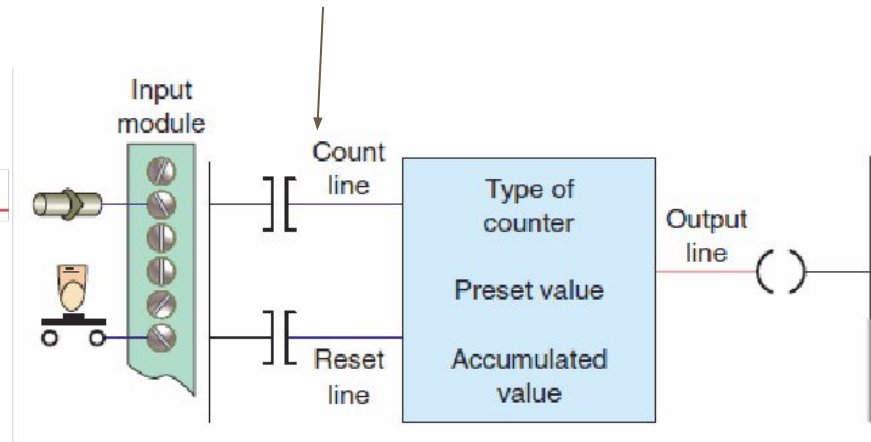 Input
module
Count
line
Type of
counter
Output
line
Preset value
Reset
line
Accumulated
value